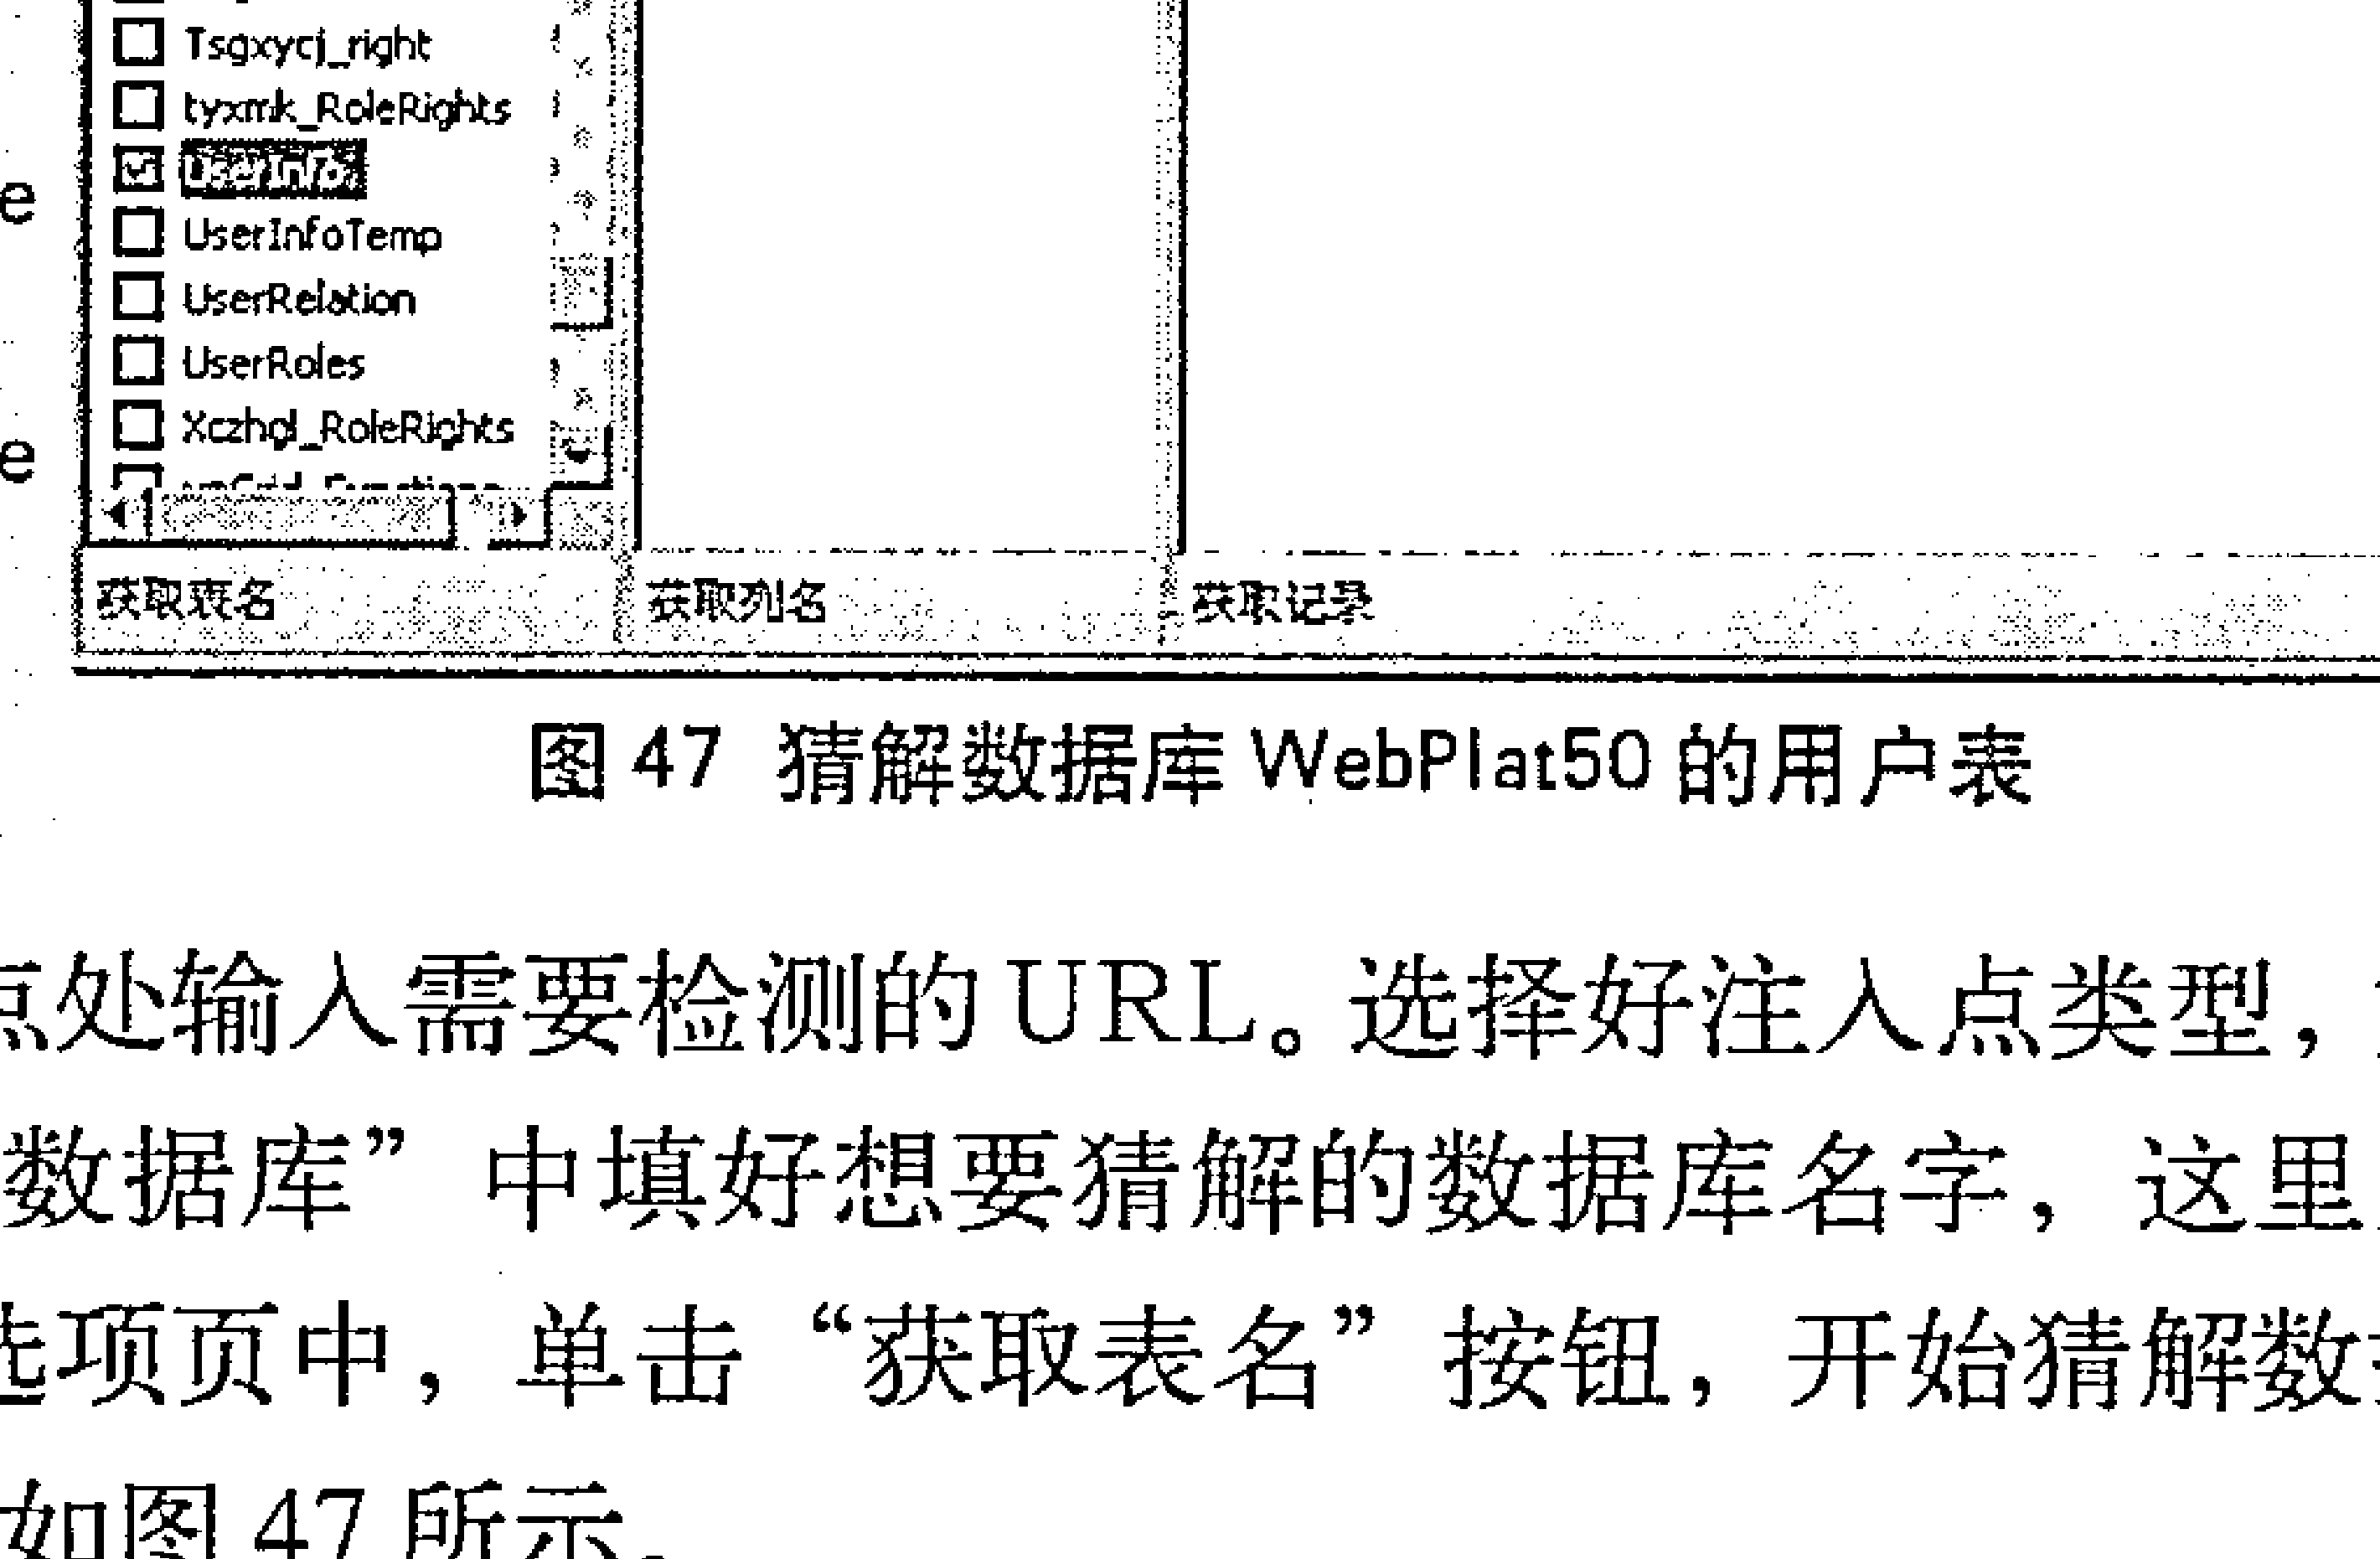 Tsgxycj_right
tyxmk_RoleRights
UserInfo
UserInfoTemp
e
UserRelation
UserRoles
Xczhgl_RoleRights
e
获取表名 获取列名 获取记录
图 47 猜解数据库 WebPlat50 的用户表
点处输入需要检测的 URL。选择好注入点类型，
数据库” 中填好想要猜解的数据库名字，这里
选项页中，单击 “获取表名” 按钮，开始猜解数据
如图 47 所示。